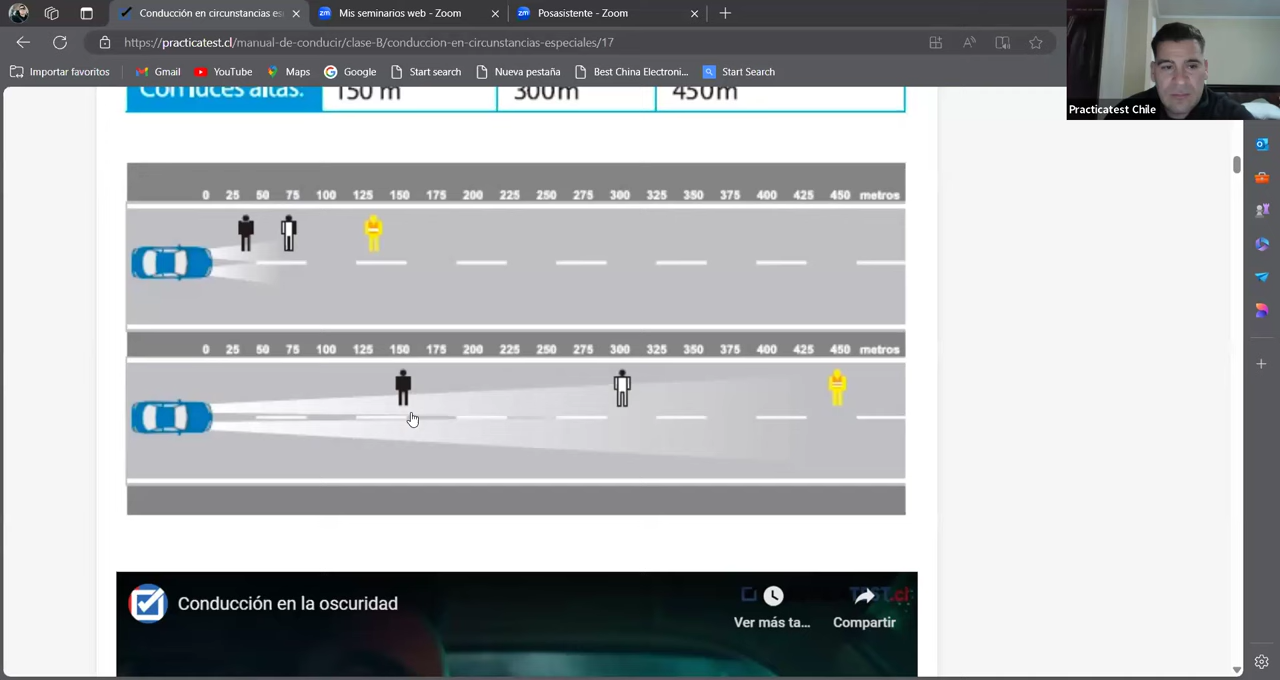 Conducción en circunstancias es
Mis seminarios web - Zoom
Posasistente - Zoom
https://practicatest.cl/manual-de-conducir/clase-B/conduccion-en-circunstancias-especiales/17
Importar favoritos
Gmail
YouTube
Maps
Google
Start search
Nueva pestaña
Best China Electroni...
Start Search
Practicatest Chile
Con luces altas.
150 m
300m
450m
0 25 50 75 100 125 150 175 200 225 250 275 300 325 350 375 400 425 450 metros
0 25 50 75 100 125 150 175 200 225 250 275 300 325 350 375 400 425 450 metros
Conducción en la oscuridad
Ver más ta...
Compartir